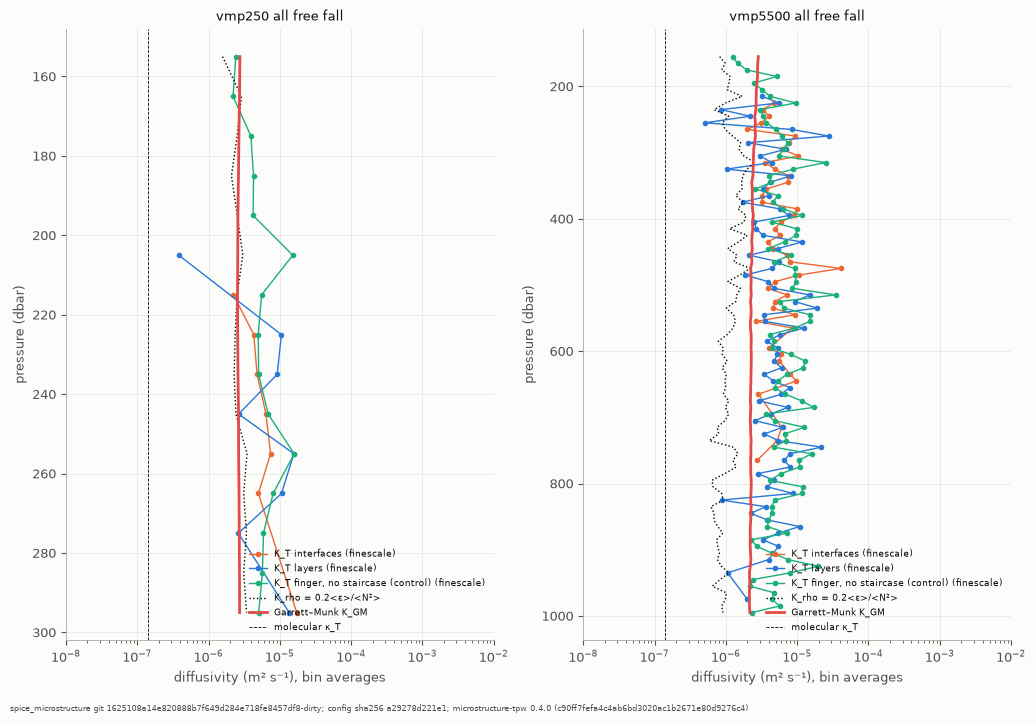 vmp250 all free fall
vmp5500 all free fall
pressure (dbar)
160
180
200
220
240
260
280
300
K_T interfaces (finescale)
K_T layers (finescale)
K_T finger, no staircase (control) (finescale)
K_rho = 0.2<ε>/<N²>
Garrett–Munk K_GM
molecular κ_T
10⁻⁸ 10⁻⁷ 10⁻⁶ 10⁻⁵ 10⁻⁴ 10⁻³ 10⁻²
diffusivity (m² s⁻¹), bin averages
pressure (dbar)
200
400
600
800
1000
K_T interfaces (finescale)
K_T layers (finescale)
K_T finger, no staircase (control) (finescale)
K_rho = 0.2<ε>/<N²>
Garrett–Munk K_GM
molecular κ_T
10⁻⁸ 10⁻⁷ 10⁻⁶ 10⁻⁵ 10⁻⁴ 10⁻³ 10⁻²
diffusivity (m² s⁻¹), bin averages
spice_microstructure git 1625108a14e820888b7f649d284e718fe8457df8-dirty; config sha256 a29278d221e1; microstructure-tpw 0.4.0 (c90ff7fefa4c4ab6bd3020ac1b2671e80d9276c4)